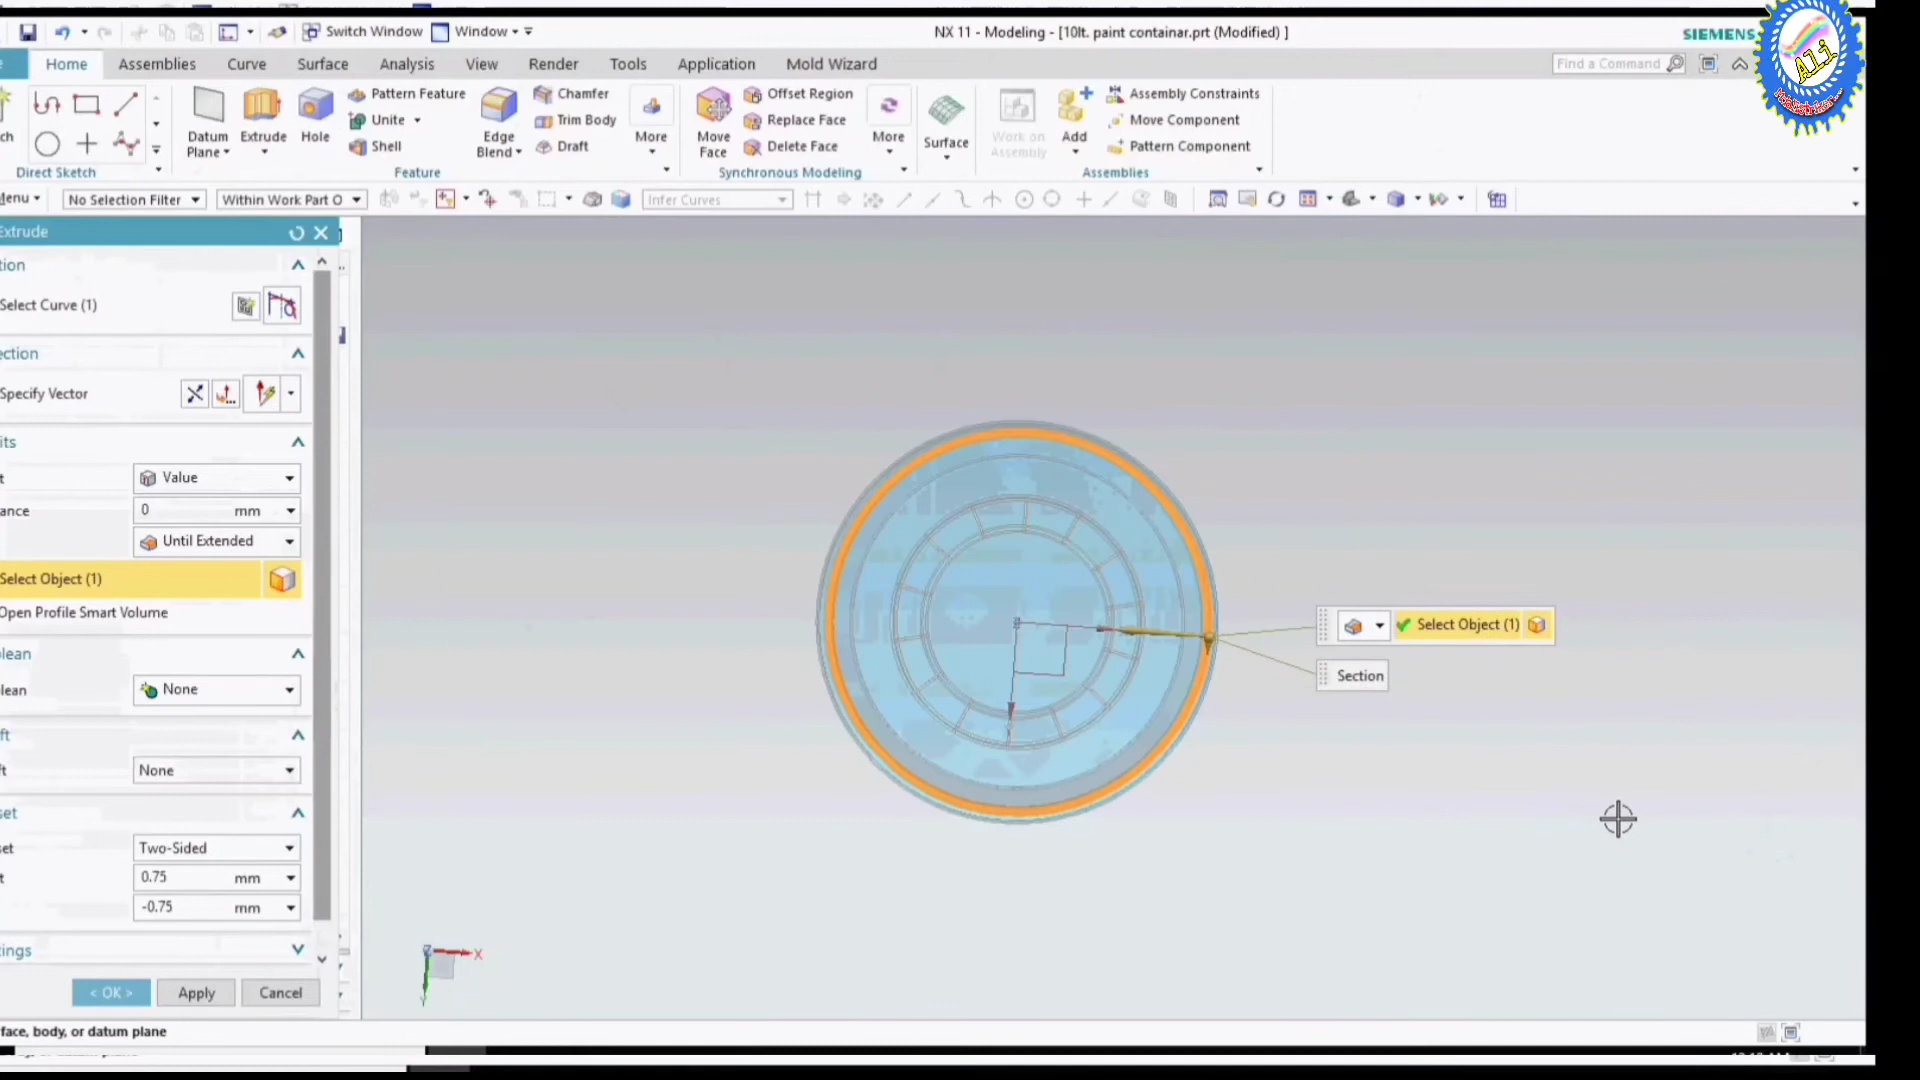 Switch Window Window NX 11 - Modeling - [10lt. paint containar.prt (Modified) ] SIEMENS
Home Assemblies Curve Surface Analysis View Render Tools Application Mold Wizard Find a Command
Ali
Pattern Feature Chamfer Offset Region Assembly Constraints
Unite Trim Body Replace Face Move Component
Shell Draft Delete Face Pattern Component
Datum Plane Extrude Hole Edge Blend More Move Face More Surface Work on Assembly Add
Direct Sketch Feature Synchronous Modeling Assemblies
No Selection Filter Within Work Part O Infer Curves
Extrude
Select Curve (1)
Specify Vector
Value
0 mm
Until Extended
Select Object (1)
Open Profile Smart Volume
None
None
Two-Sided
0.75 mm
-0.75 mm
< OK > Apply Cancel
Select Object (1)
Section
X
face, body, or datum plane